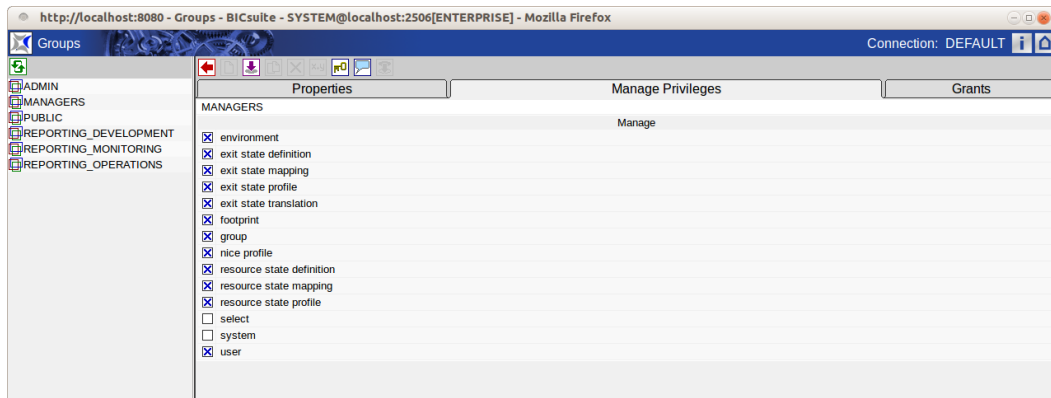 http://localhost:8080 - Groups - BICsuite - SYSTEM@localhost:2506[ENTERPRISE] - Mozilla Firefox
Groups
Connection: DEFAULT
ADMIN
MANAGERS
PUBLIC
REPORTING_DEVELOPMENT
REPORTING_MONITORING
REPORTING_OPERATIONS
Properties
Manage Privileges
Grants
MANAGERS
Manage
environment
exit state definition
exit state mapping
exit state profile
exit state translation
footprint
group
nice profile
resource state definition
resource state mapping
resource state profile
select
system
user